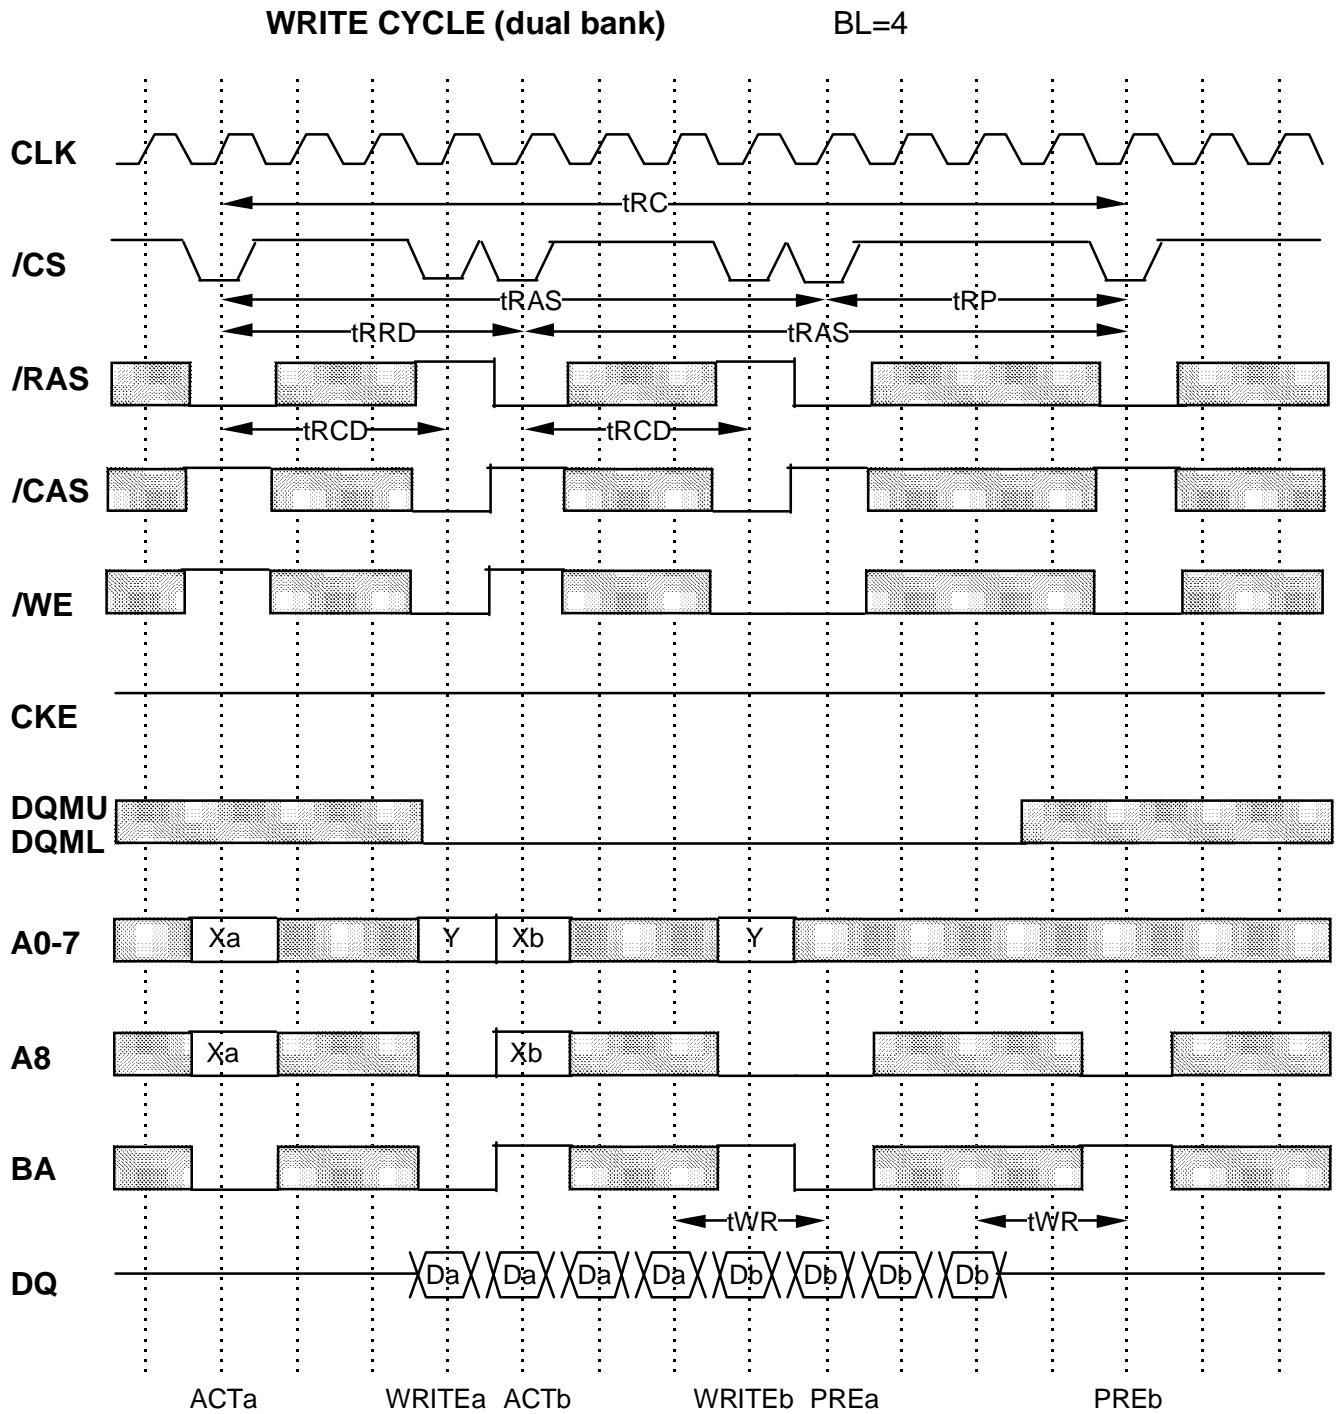 WRITE CYCLE (dual bank) BL=4
CLK
tRC
/CS
tRAS tRP
tRRD tRAS
/RAS
tRCD tRCD
/CAS
/WE
CKE
DQMU
DQML
A0-7 Xa Y Xb Y
A8 Xa Xb
BA
tWR tWR
DQ Da Da Da Da Db Db Db Db
ACTa WRITEa ACTb WRITEb PREa PREb